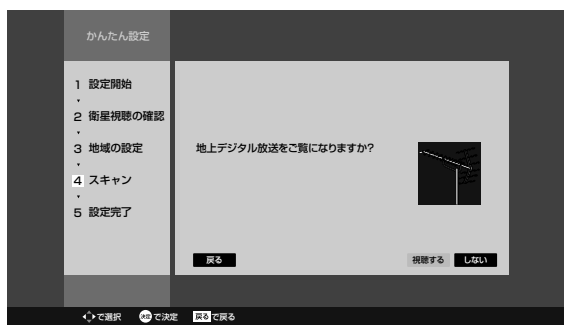 かんたん設定
1 設定開始
2 衛星視聴の確認
3 地域の設定
4 スキャン
5 設定完了
地上デジタル放送をご覧になりますか?
戻る
視聴する
しない
で選択 決定 で決定 戻る で戻る